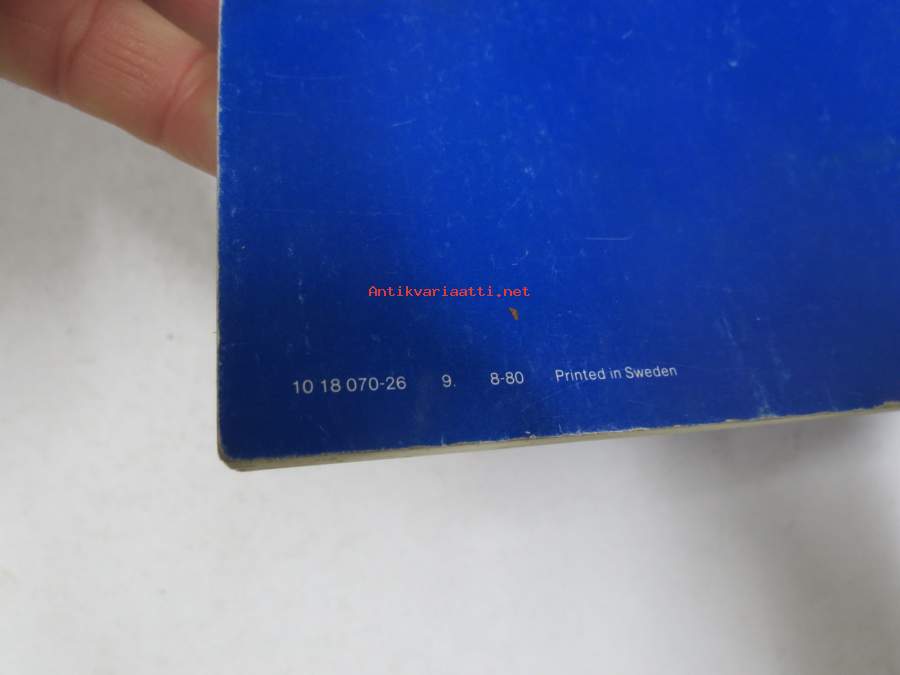 Antikvariaatti.net
10 18 070-26 9. 8-80 Printed in Sweden